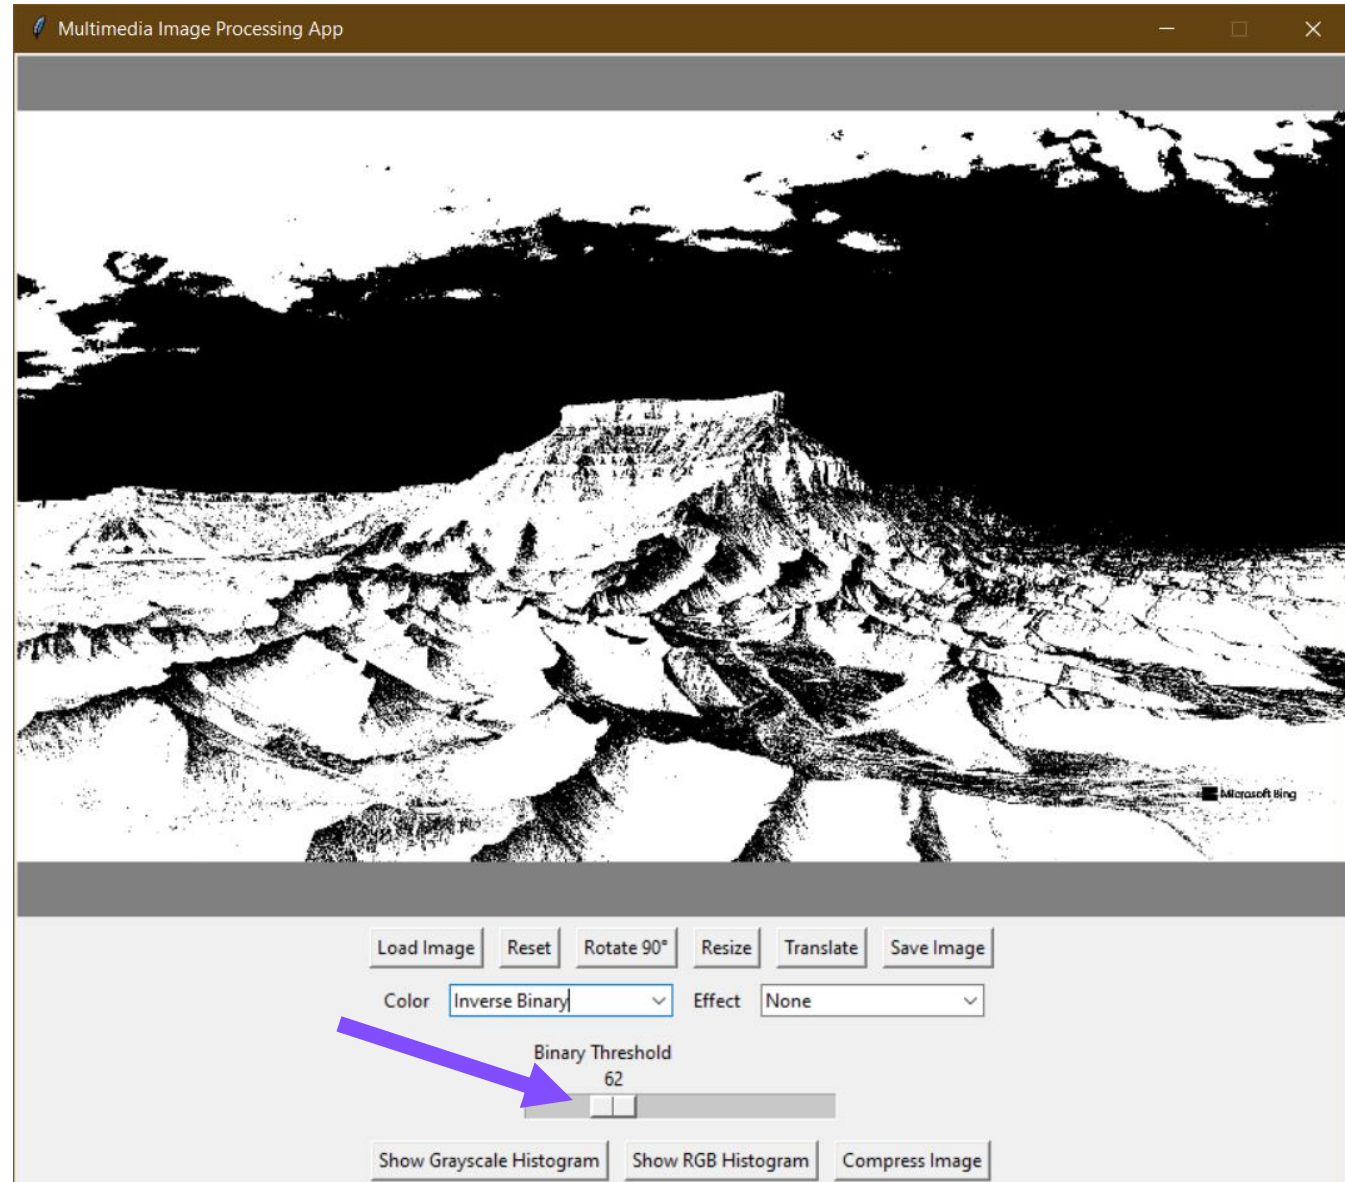 Multimedia Image Processing App
Microsoft Bing
Load Image Reset Rotate 90° Resize Translate Save Image
Color Inverse Binary Effect None
Binary Threshold
62
Show Grayscale Histogram Show RGB Histogram Compress Image